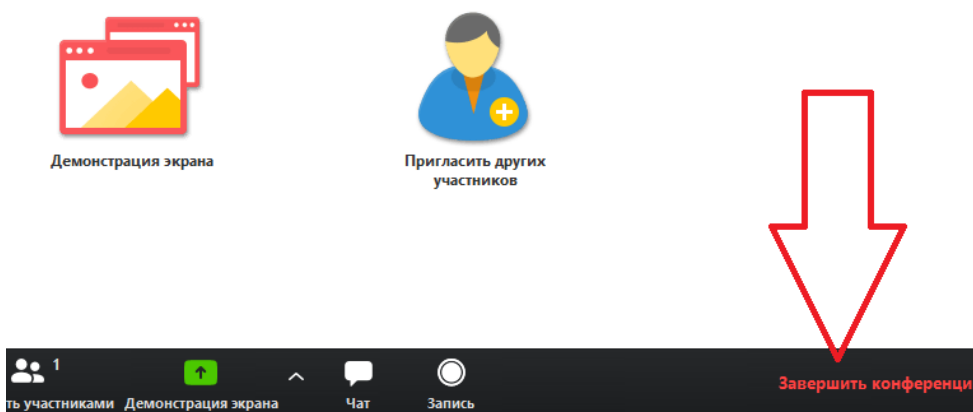 Демонстрация экрана
Пригласить других
участников
1
ть участниками
Демонстрация экрана
Чат
Запись
Завершить конференци